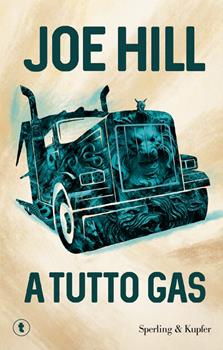 JOE HILL
A TUTTO GAS
t
Sperling & Kupfer